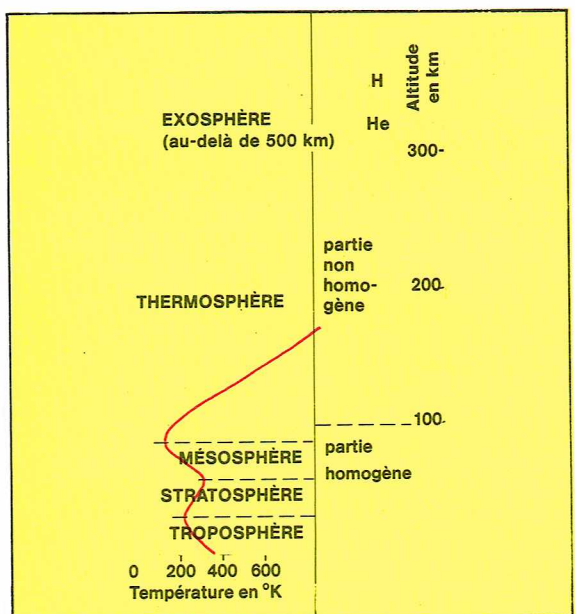 H
Altitude
en km
EXOSPHÈRE
(au-delà de 500 km)
He
300-
partie
non
homo-
gène
THERMOSPHÈRE
200-
100-
MÉSOSPHÈRE
partie
homogène
STRATOSPHÈRE
TROPOSPHÈRE
0 200 400 600
Température en °K